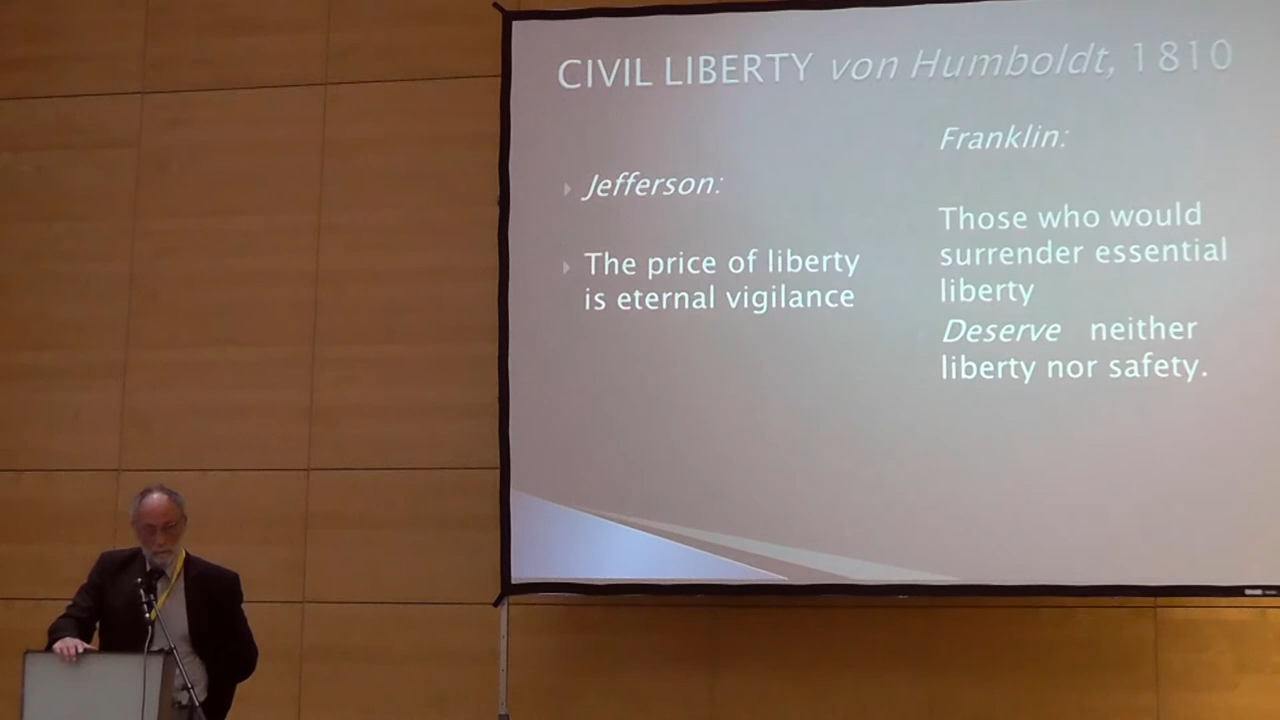 CIVIL LIBERTY von Humboldt, 1810
Jefferson:
The price of liberty
is eternal vigilance
Franklin:
Those who would
surrender essential
liberty
Deserve neither
liberty nor safety.